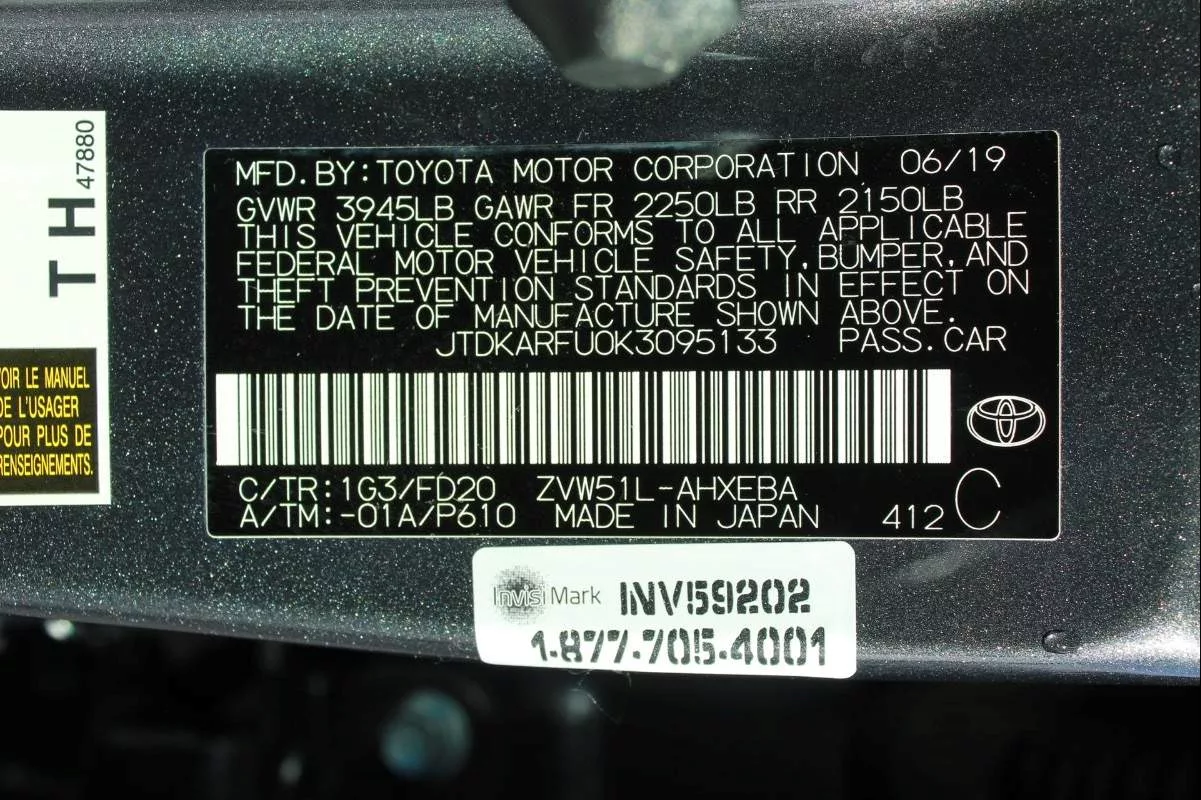 47880
TH
OIR LE MANUEL
DE L'USAGER
POUR PLUS DE
RENSEIGNEMENTS.
MFD.BY:TOYOTA MOTOR CORPORATION 06/19
GVWR 3945LB GAWR FR 2250LB RR 2150LB
THIS VEHICLE CONFORMS TO ALL APPLICABLE
FEDERAL MOTOR VEHICLE SAFETY,BUMPER,AND
THEFT PREVENTION STANDARDS IN EFFECT ON
THE DATE OF MANUFACTURE SHOWN ABOVE.
JTDKARFU0K3095133 PASS.CAR
C/TR:1G3/FD20 ZVW51L-AHXEBA
A/TM:-01A/P610 MADE IN JAPAN 412 C
InvisiMark INV59202
1-877-705-4001